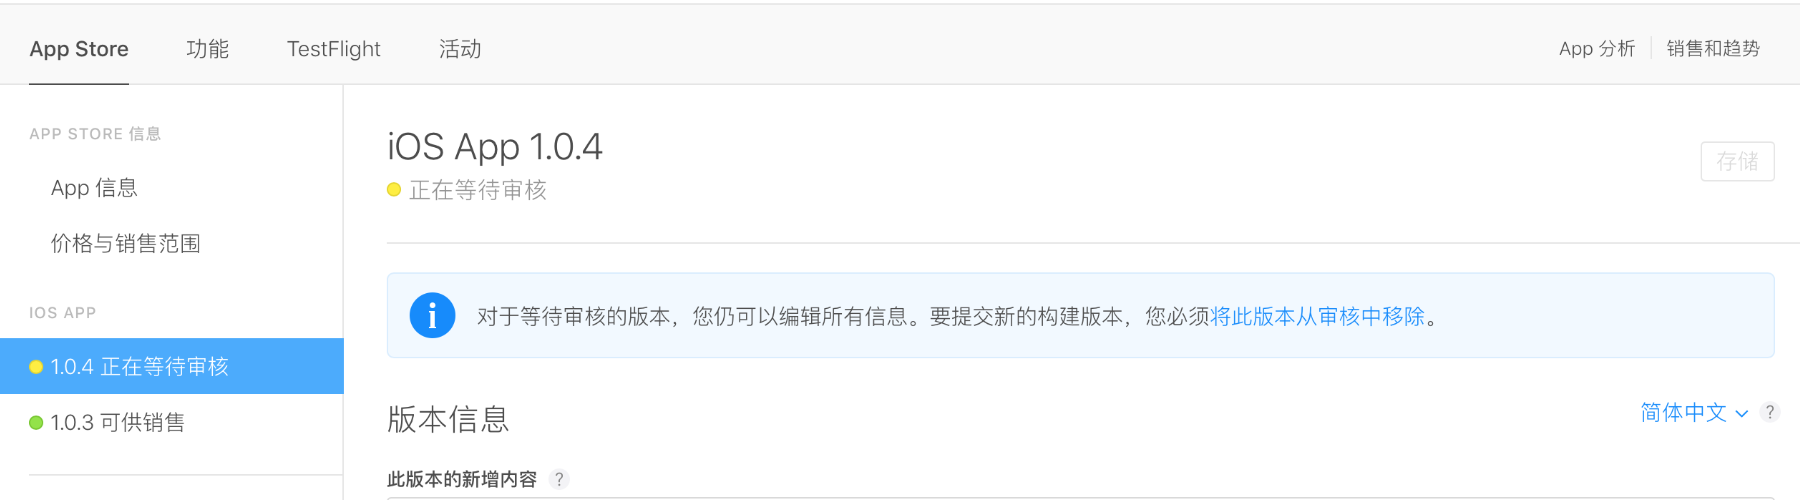 App Store 功能 TestFlight 活动 App 分析 销售和趋势
APP STORE 信息
App 信息
价格与销售范围
IOS APP
1.0.4 正在等待审核
1.0.3 可供销售
iOS App 1.0.4
正在等待审核
存储
对于等待审核的版本，您仍可以编辑所有信息。要提交新的构建版本，您必须将此版本从审核中移除。
版本信息
简体中文 ?
此版本的新增内容 ?